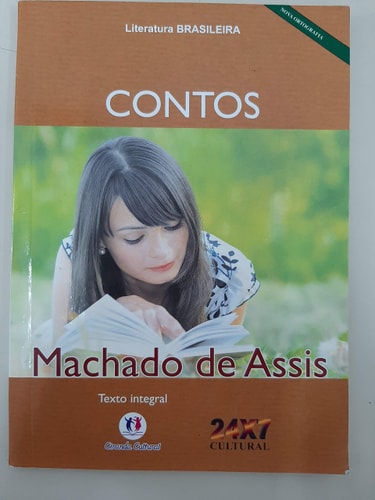 Literatura BRASILEIRA
NOVA ORTOGRAFIA
CONTOS
Machado de Assis
Texto integral
Ciranda Cultural
24X7
CULTURAL